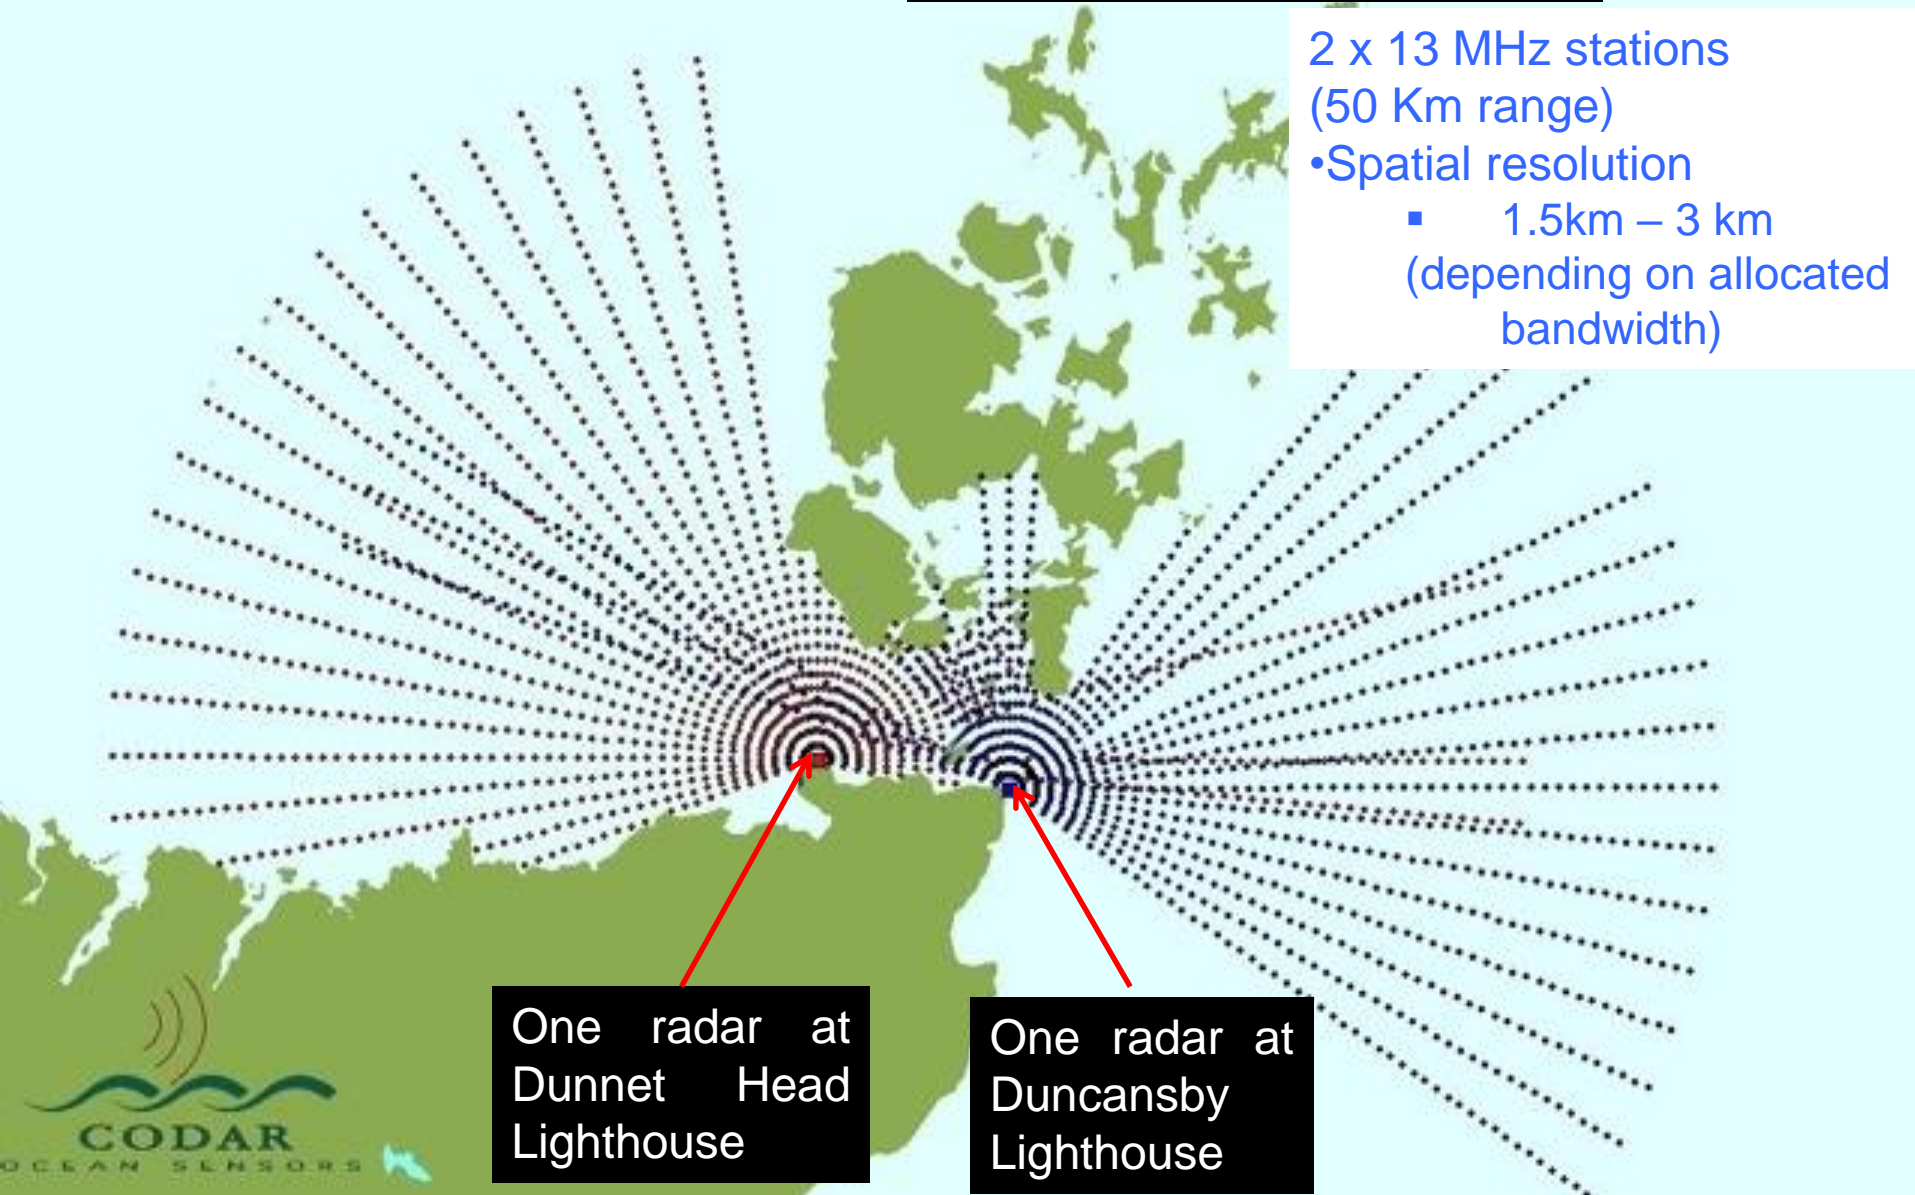 2 x 13 MHz stations
(50 Km range)
•Spatial resolution
▪ 1.5km – 3 km
(depending on allocated
bandwidth)
One radar at
Dunnet Head
Lighthouse
One radar at
Duncansby
Lighthouse
CODAR
OCEAN SENSORS